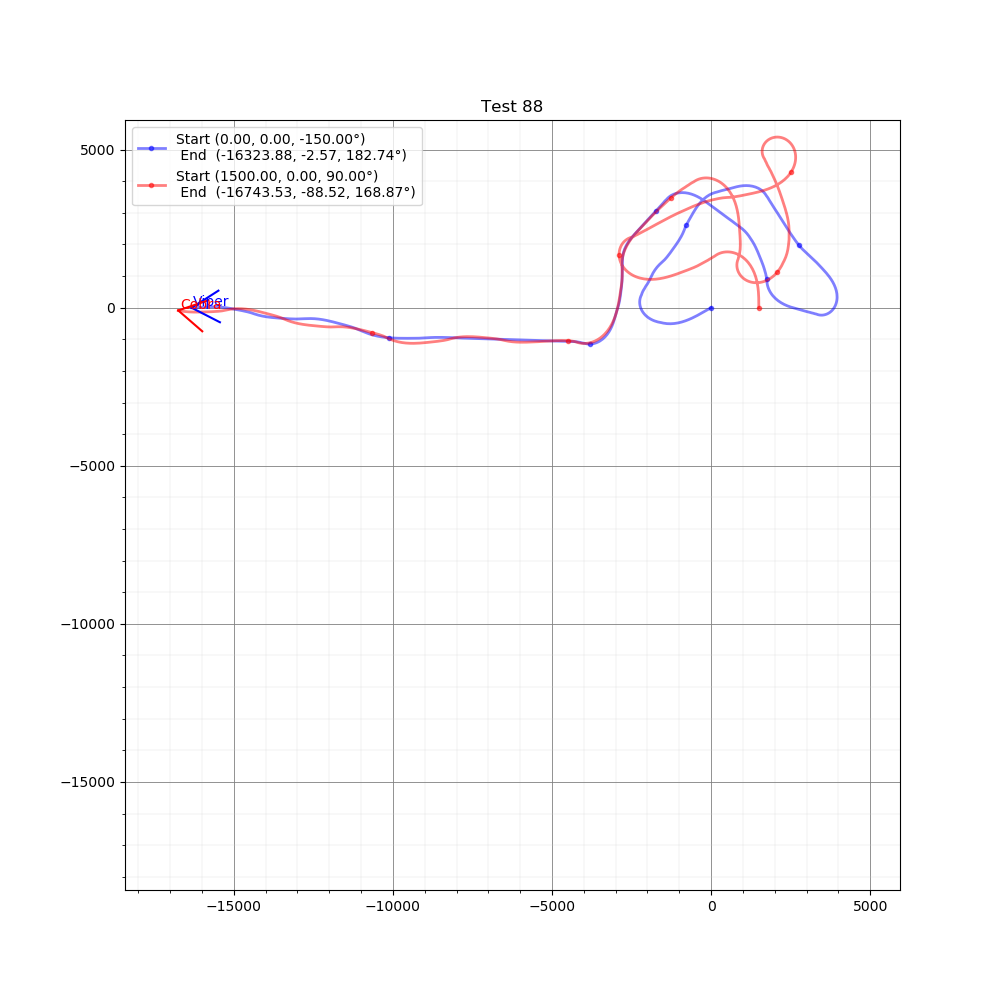 Test 88
Start (0.00, 0.00, -150.00°)
End (-16323.88, -2.57, 182.74°)
Start (1500.00, 0.00, 90.00°)
End (-16743.53, -88.52, 168.87°)
5000
0
−5000
−10000
−15000
Viper
−15000
−10000
−5000
0
5000